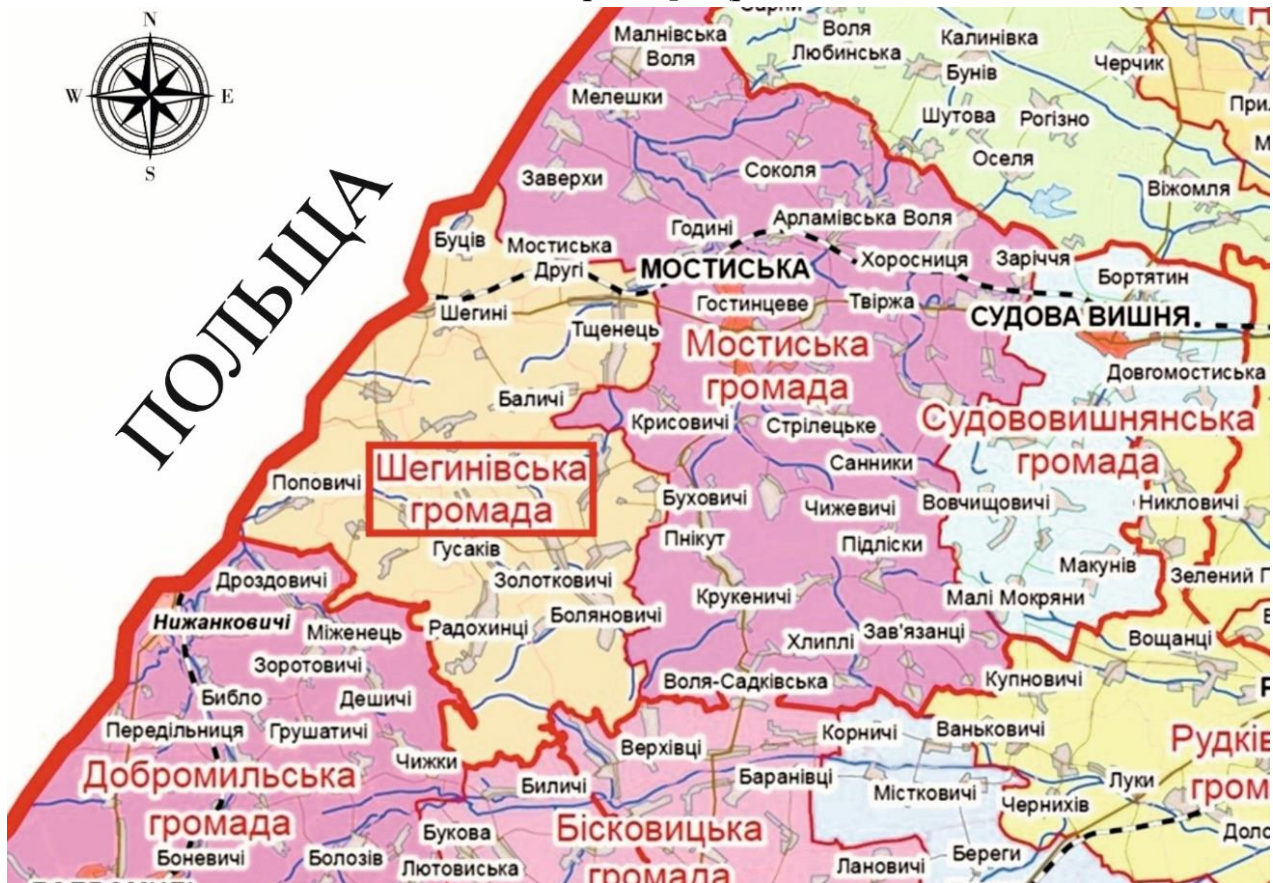 N
W
E
S
ПОЛЬЩА
Малнівська
Воля
Воля
Любинська
Калинівка
Бунів
Черчик
Мелешки
Шутова
Рогізно
Оселя
Заверхи
Соколя
Віжомля
Буців
Мостиська
Другі
Годині
Арламівська Воля
МОСТИСЬКА
Хоросниця
Заріччя
Бортятин
Шегині
Гостинцеве
Твіржа
СУДОВА ВИШНЯ
Тщенець
Мостиська
громада
Довгомостиська
Баличі
Крисовичі
Стрілецьке
Судововишнянська
громада
Санники
Шегинівська
громада
Поповичі
Буховичі
Чижевичі
Вовчищовичі
Никловичі
Пнікут
Підліски
Гусаків
Макунів
Зелений
Дроздовичі
Золотковичі
Крукеничі
Малі Мокряни
Боляновичі
Нижанковичі
Міженець
Радохинці
Хлиплі
Зав'язанці
Вощанці
Зоротовичі
Библо
Дешичі
Воля-Садківська
Купновичі
Передільниця
Грушатичі
Чижки
Верхівці
Корничі
Ваньковичі
Добромильська
громада
Биличі
Баранівці
Містковичі
Чернихів
Луки
Букова
Бісковицька
громада
Боневичі
Болозів
Лютовиська
Лановичі
Береги